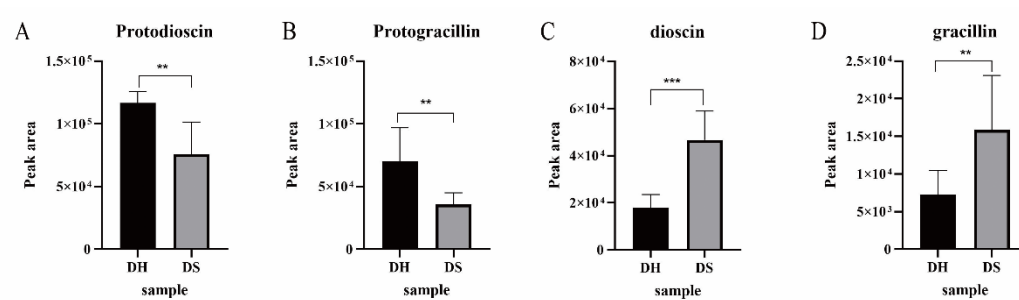 A
Protodioscin
1.5×10⁵
1×10⁵
5×10⁴
0
Peak area
**
DH
DS
sample
B
Protogracillin
1.5×10⁵
1×10⁵
5×10⁴
0
Peak area
**
DH
DS
sample
C
dioscin
8×10⁴
6×10⁴
4×10⁴
2×10⁴
0
Peak area
***
DH
DS
sample
D
gracillin
2.5×10⁴
2×10⁴
1.5×10⁴
1×10⁴
5×10³
0
Peak area
**
DH
DS
sample